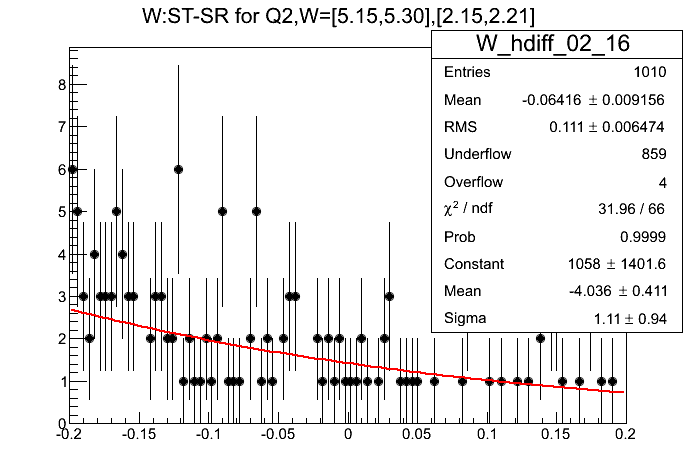 W:ST-SR for Q2,W=[5.15,5.30],[2.15,2.21]
W_hdiff_02_16
Entries 1010
Mean -0.06416 ± 0.009156
RMS 0.111 ± 0.006474
Underflow 859
Overflow 4
χ² / ndf 31.96 / 66
Prob 0.9999
Constant 1058 ± 1401.6
Mean -4.036 ± 0.411
Sigma 1.11 ± 0.94
8
7
6
5
4
3
2
1
0
-0.2 -0.15 -0.1 -0.05 0 0.05 0.1 0.15 0.2